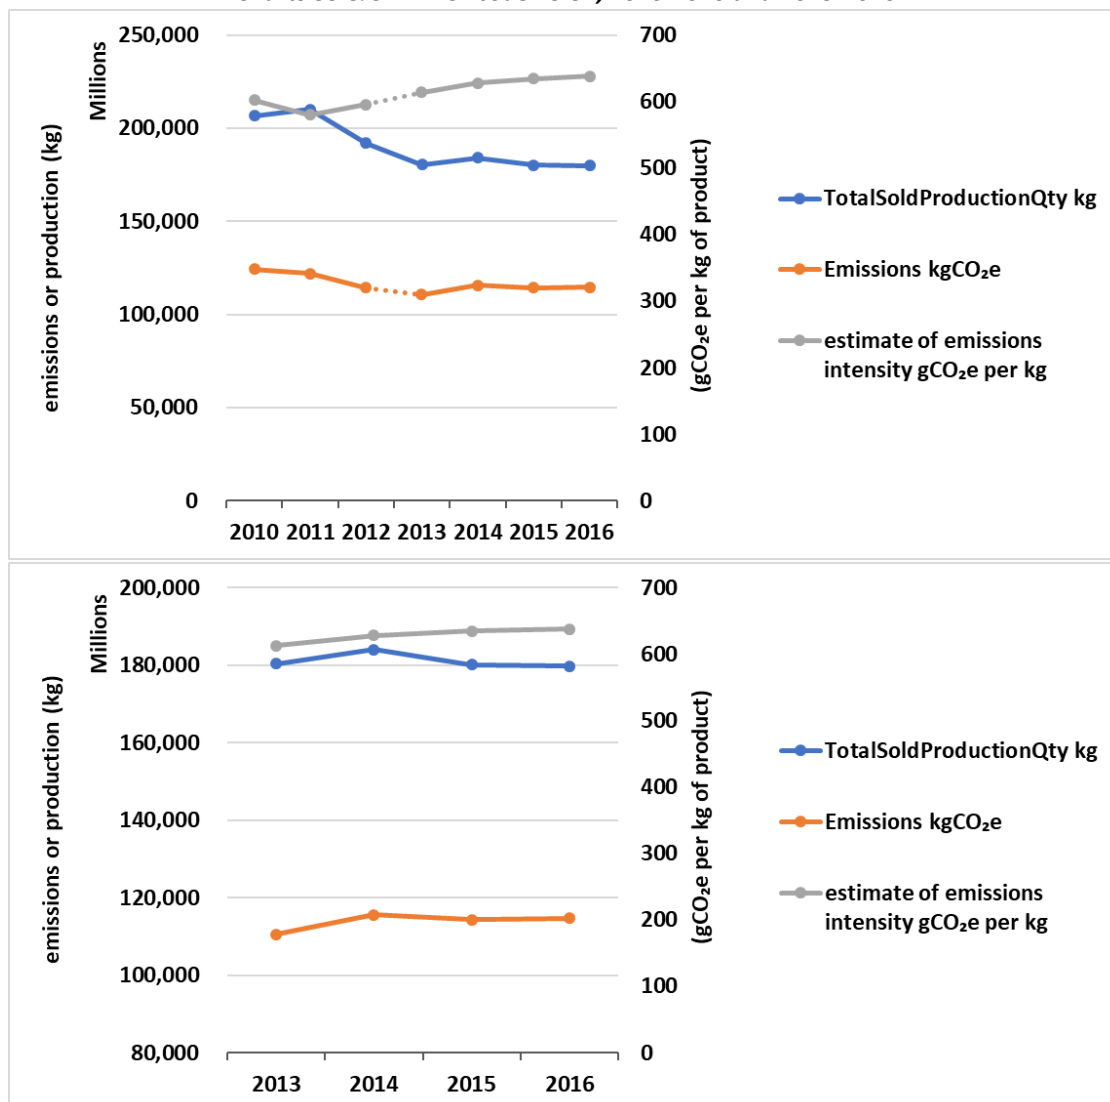 250,000
200,000
150,000
100,000
50,000
0
Millions
emissions or production (kg)
700
600
500
400
300
200
100
0
(gCO₂e per kg of product)
2010 2011 2012 2013 2014 2015 2016
TotalSoldProductionQty kg
Emissions kgCO₂e
estimate of emissions
intensity gCO₂e per kg
200,000
180,000
160,000
140,000
120,000
100,000
80,000
Millions
emissions or production (kg)
700
600
500
400
300
200
100
0
(gCO₂e per kg of product)
2013 2014 2015 2016
TotalSoldProductionQty kg
Emissions kgCO₂e
estimate of emissions
intensity gCO₂e per kg